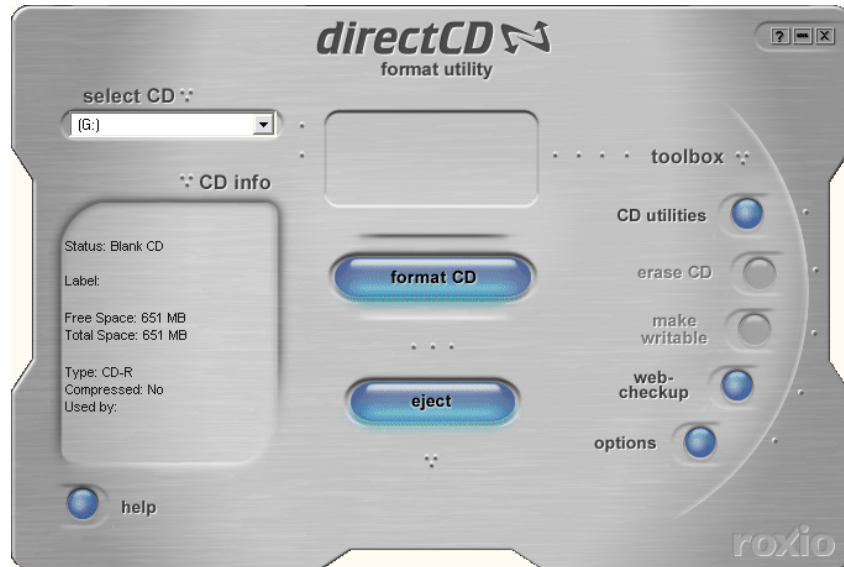 directCD
format utility
select CD
(G:)
CD info
Status: Blank CD
Label:
Free Space: 651 MB
Total Space: 651 MB
Type: CD-R
Compressed: No
Used by:
help
format CD
eject
?
X
toolbox
CD utilities
erase CD
make
writable
web-
checkup
options
roxio